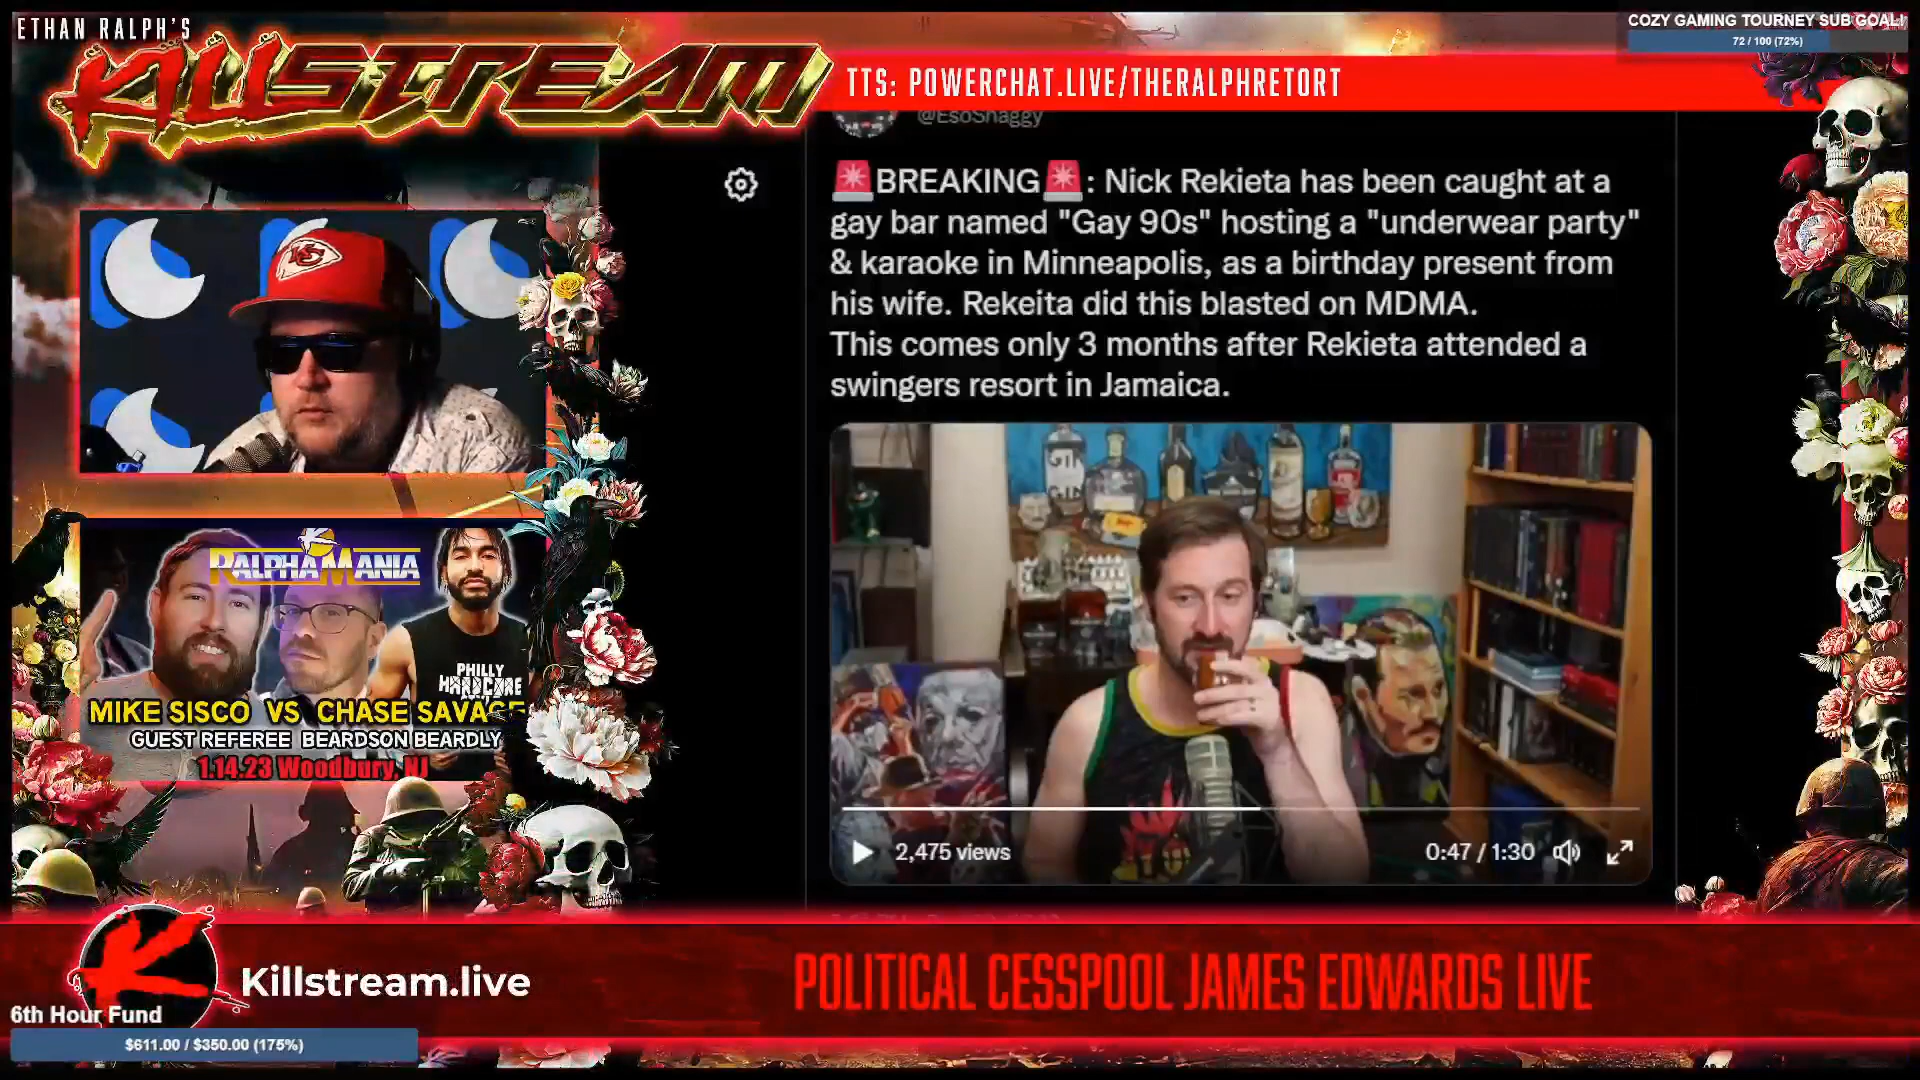 ETHAN RALPH'S
KILLSTREAM
COZY GAMING TOURNEY SUB GOAL!
72 / 100 (72%)
TTS: POWERCHAT.LIVE/THERALPHRETORT
@EsoShaggy
🚨BREAKING🚨: Nick Rekieta has been caught at a
gay bar named "Gay 90s" hosting a "underwear party"
& karaoke in Minneapolis, as a birthday present from
his wife. Rekeita did this blasted on MDMA.
This comes only 3 months after Rekieta attended a
swingers resort in Jamaica.
KC
GIN
GIN
RALPHAMANIA
PHILLY
HARDCORE
MIKE SISCO VS CHASE SAVAGE
GUEST REFEREE BEARDSON BEARDLY
1.14.23 Woodbury, NJ
2,475 views
0:47 / 1:30
K
Killstream.live
POLITICAL CESSPOOL JAMES EDWARDS LIVE
6th Hour Fund
$611.00 / $350.00 (175%)